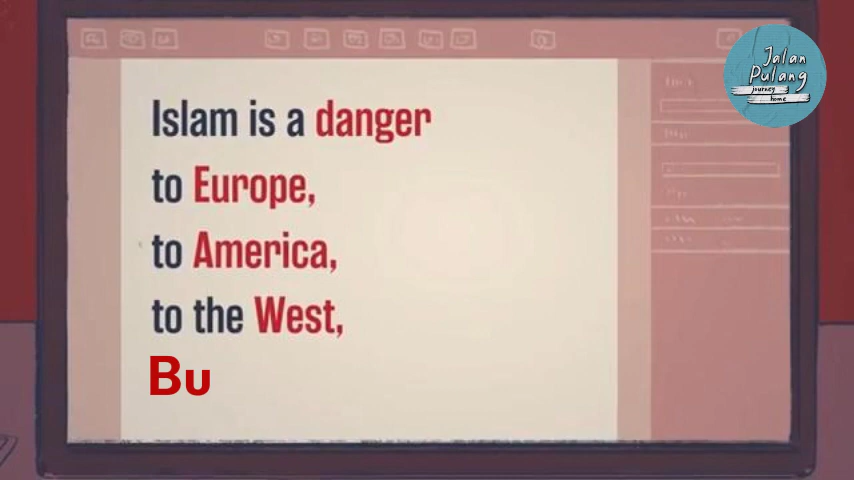 Islam is a danger
to Europe,
to America,
to the West,
Bu
Jalan
Pulang
journey
home